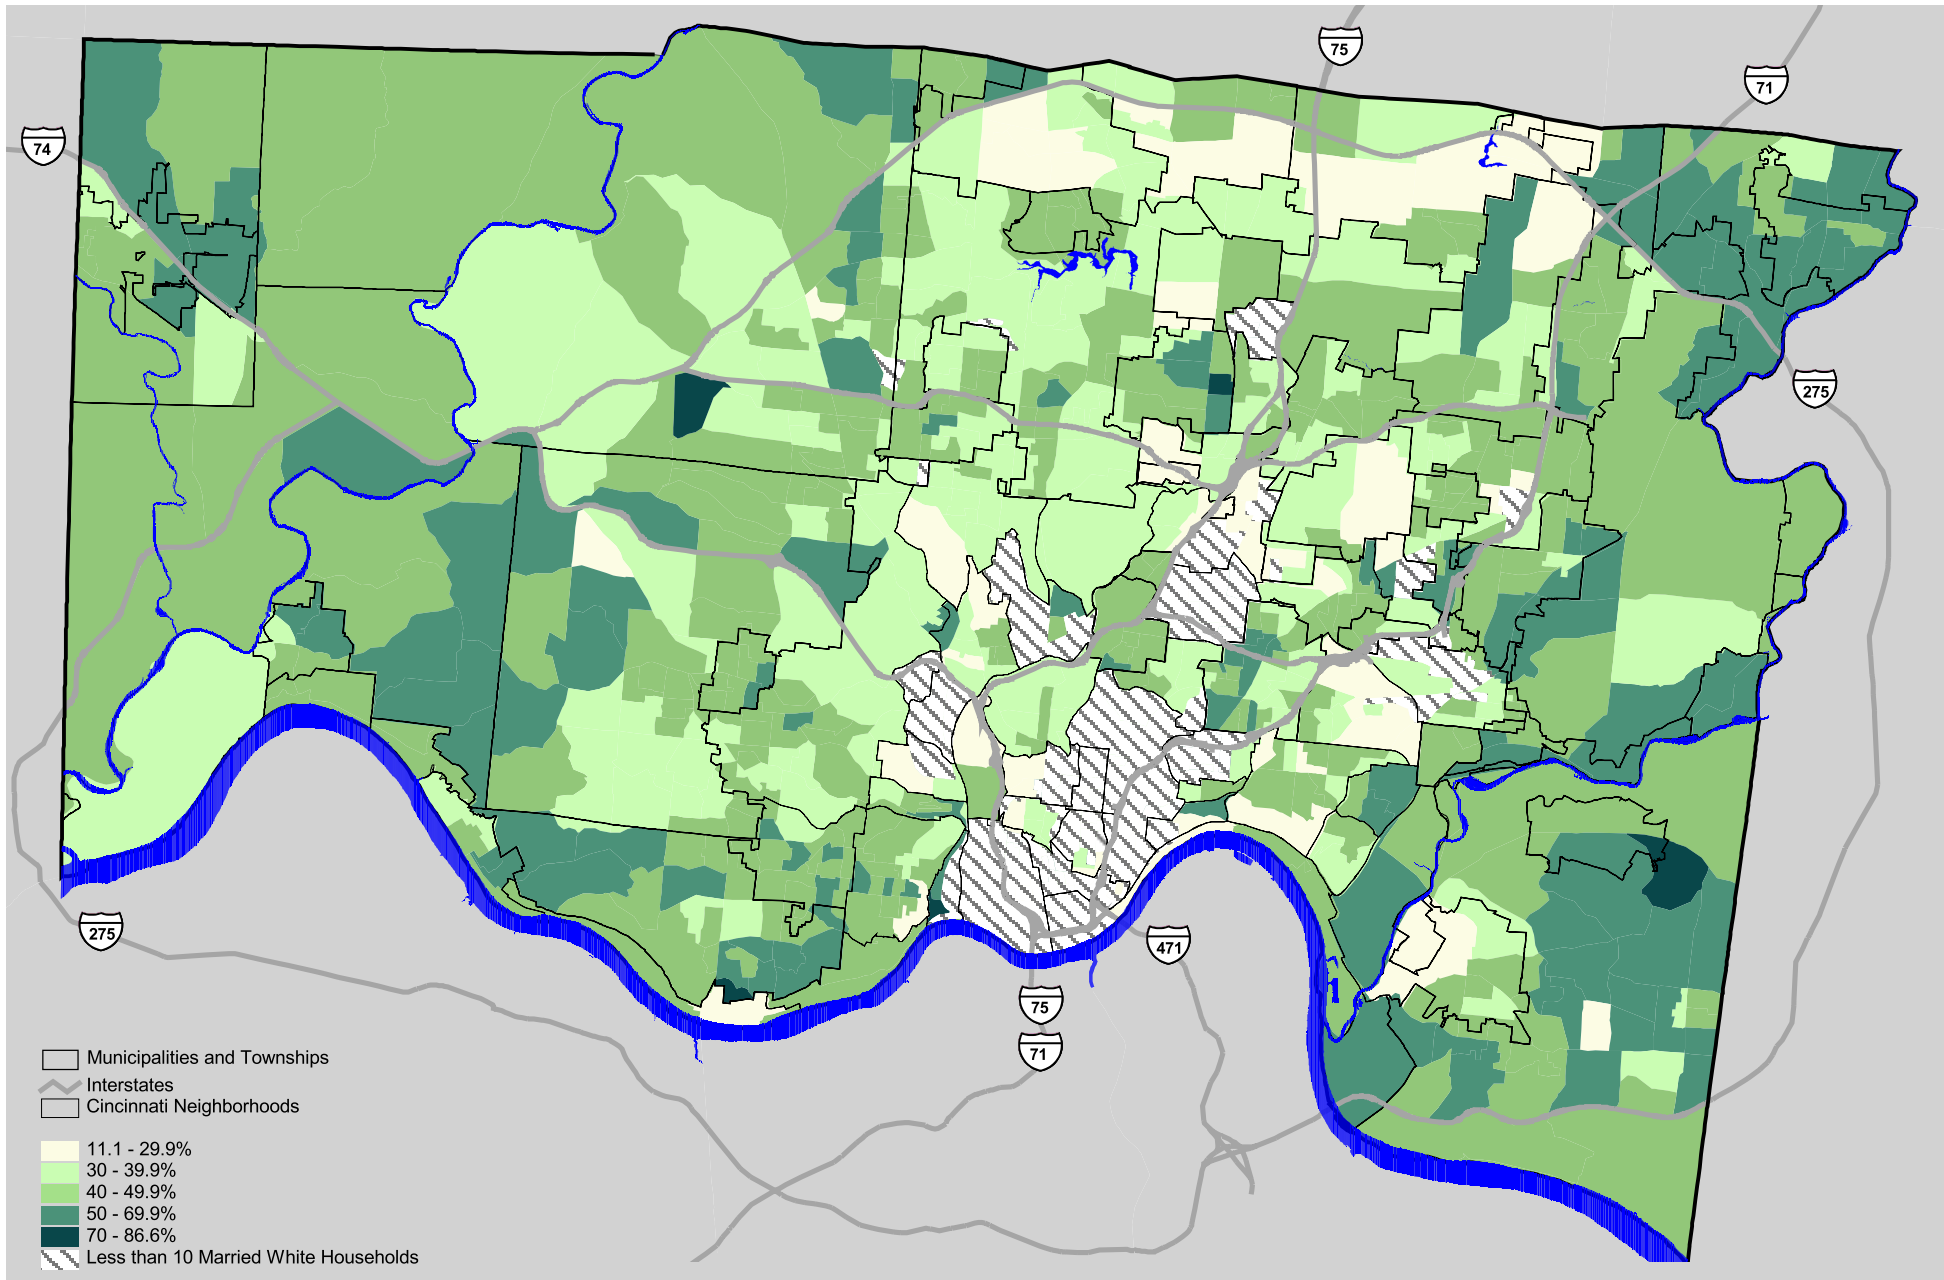 75
71
74
275
275
471
75
71
Municipalities and Townships
Interstates
Cincinnati Neighborhoods
11.1 - 29.9%
30 - 39.9%
40 - 49.9%
50 - 69.9%
70 - 86.6%
Less than 10 Married White Households